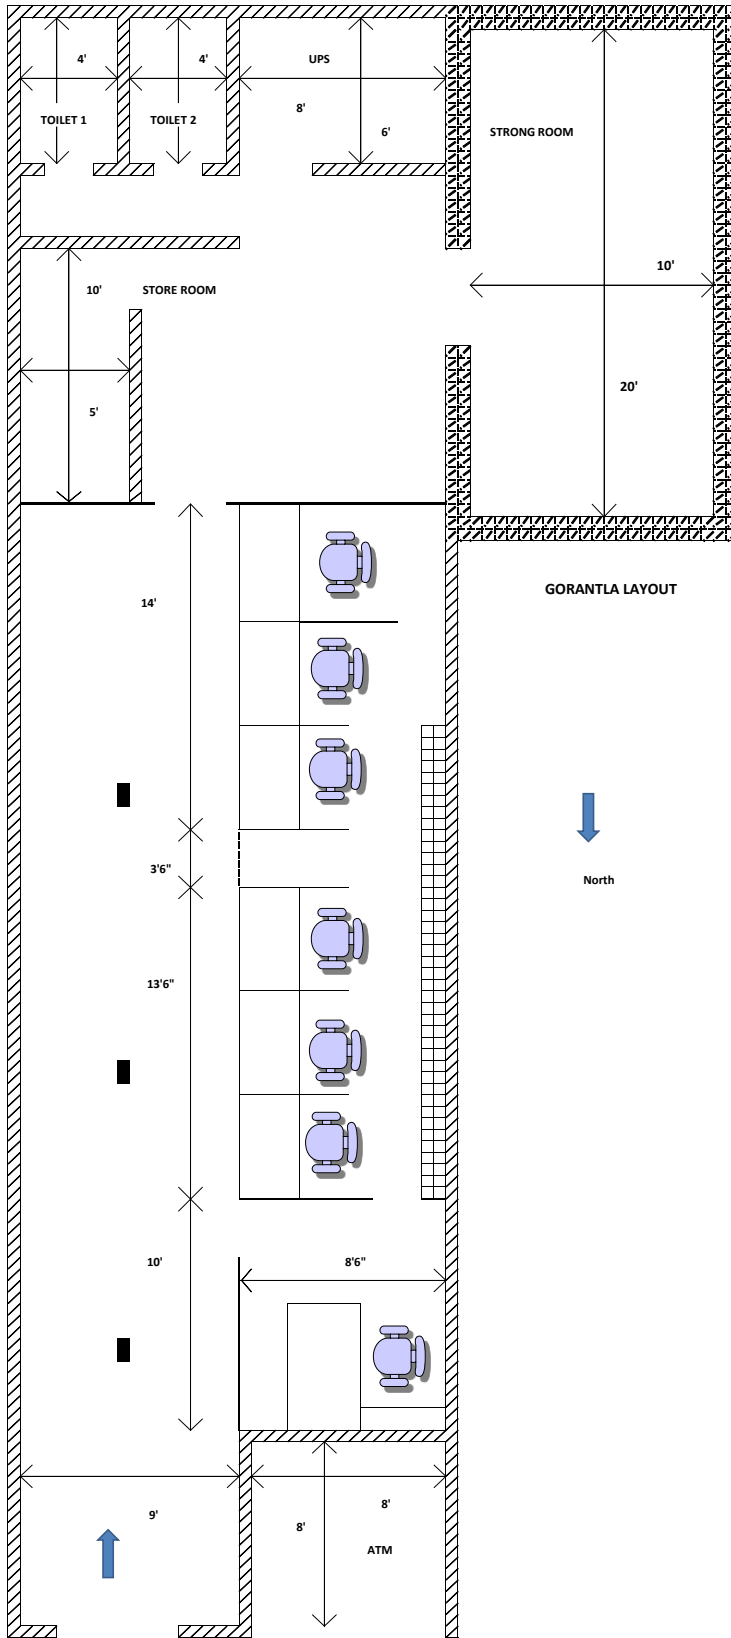 4'
4'
UPS
8'
TOILET 1
TOILET 2
6'
STRONG ROOM
10'
10'
STORE ROOM
20'
5'
GORANTLA LAYOUT
14'
3'6"
North
13'6"
10'
8'6"
8'
9'
8'
ATM